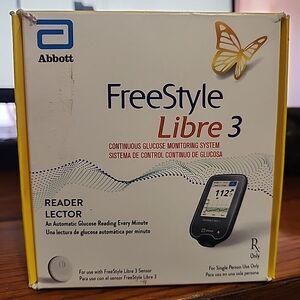 Abbott
FreeStyle
Libre 3
CONTINUOUS GLUCOSE MONITORING SYSTEM
SISTEMA DE CONTROL CONTINUO DE GLUCOSA
READER
LECTOR
An Automatic Glucose Reading Every Minute
Una lectura de glucosa automática por minuto
112
For use with FreeStyle Libre 3 Sensor
Para uso con el sensor FreeStyle Libre 3
Rx
Only
For Single Person Use Only
Para uso en una sola persona